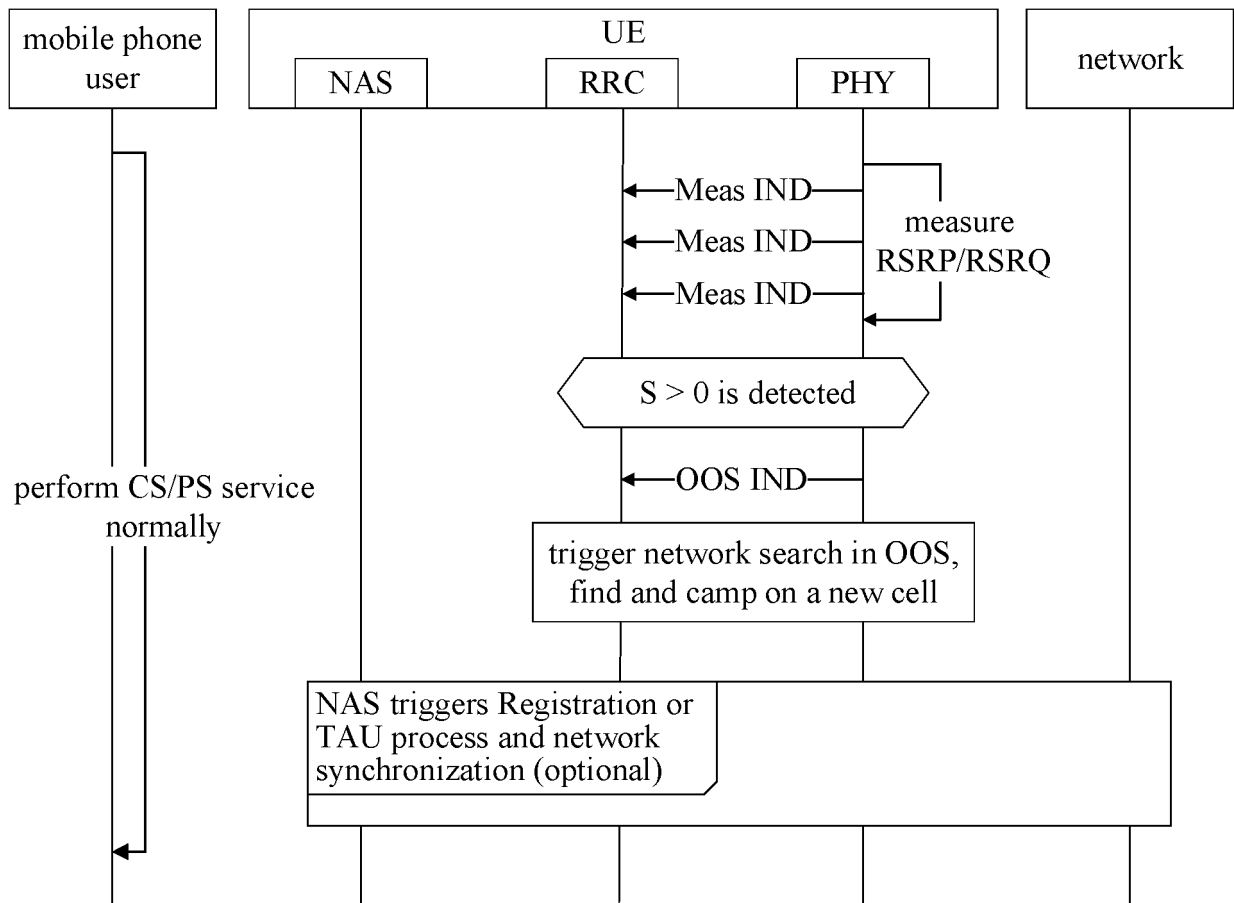 mobile phone
user
UE
NAS
RRC
PHY
network
Meas IND
Meas IND
Meas IND
measure
RSRP/RSRQ
S > 0 is detected
OOS IND
perform CS/PS service
normally
trigger network search in OOS,
find and camp on a new cell
NAS triggers Registration or
TAU process and network
synchronization (optional)